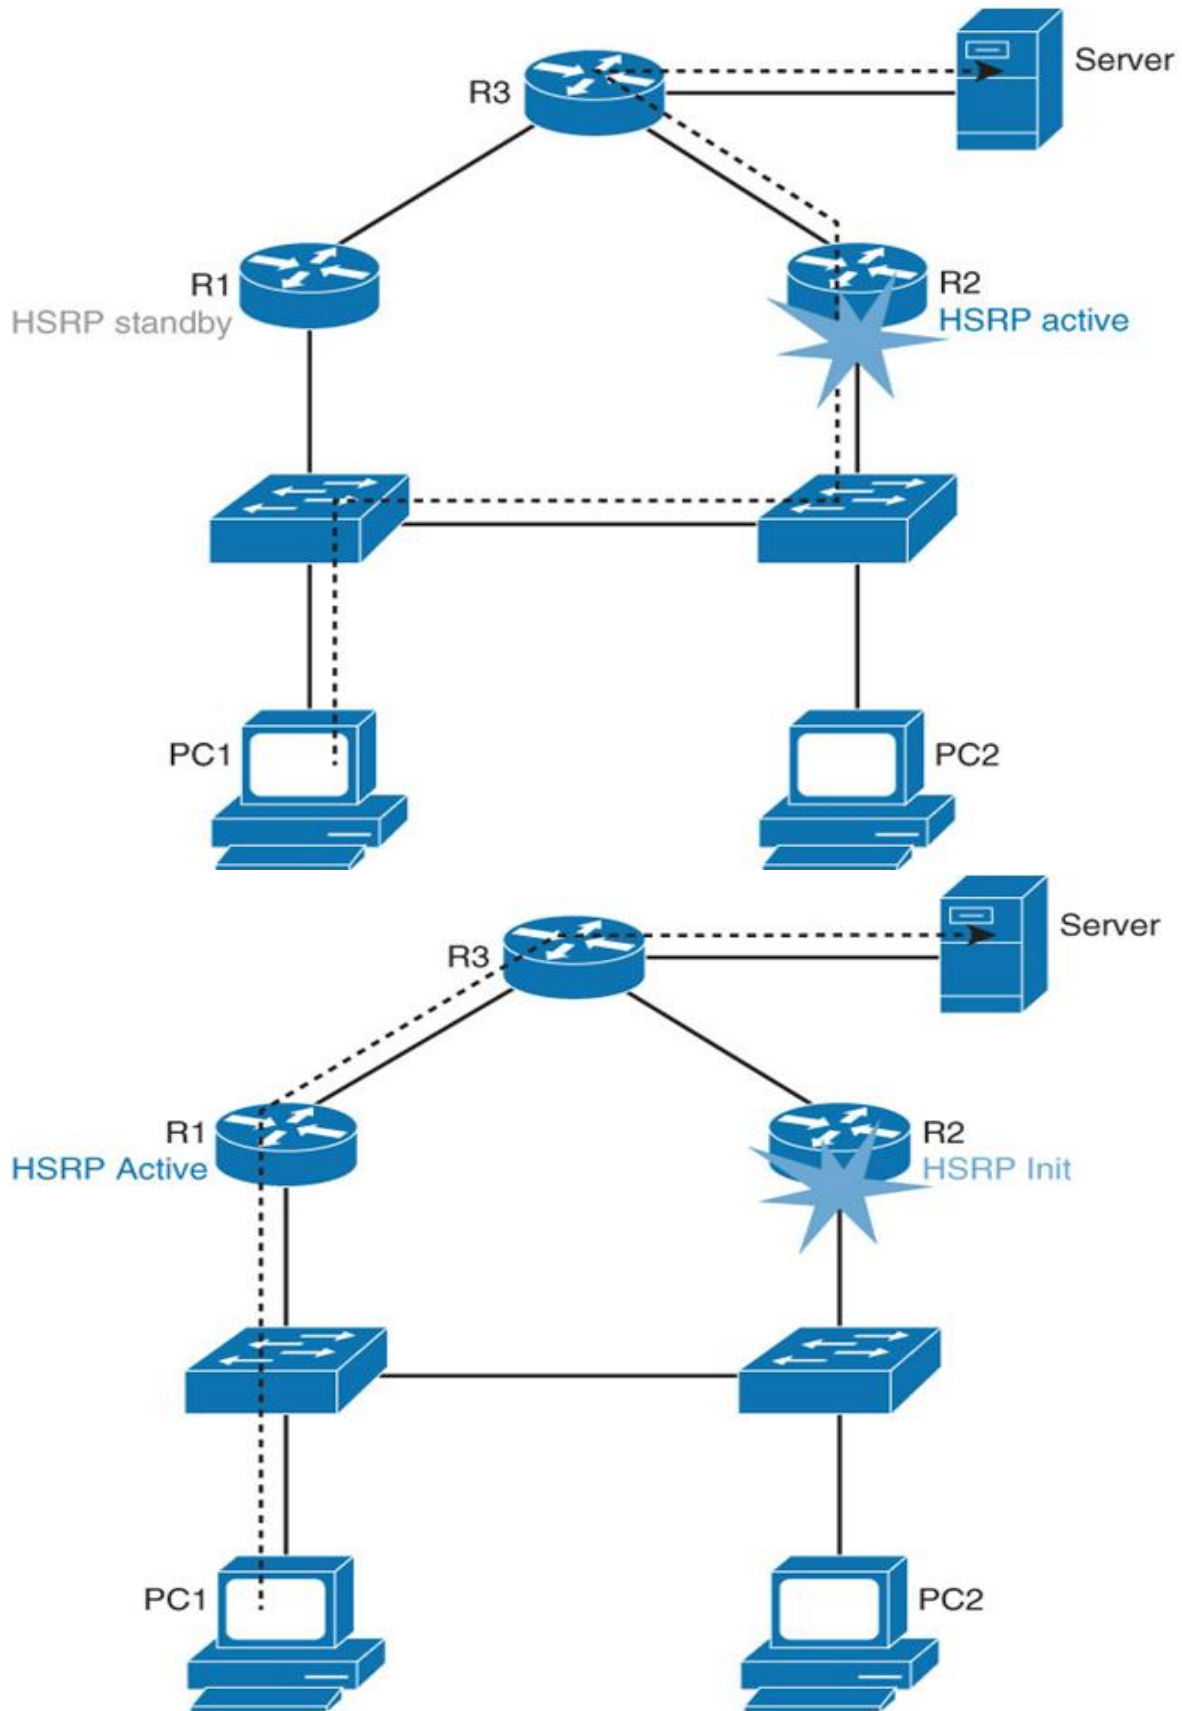 Server
R3
R1
HSRP standby
R2
HSRP active
PC1
PC2
Server
R3
R1
HSRP Active
R2
HSRP Init
PC1
PC2